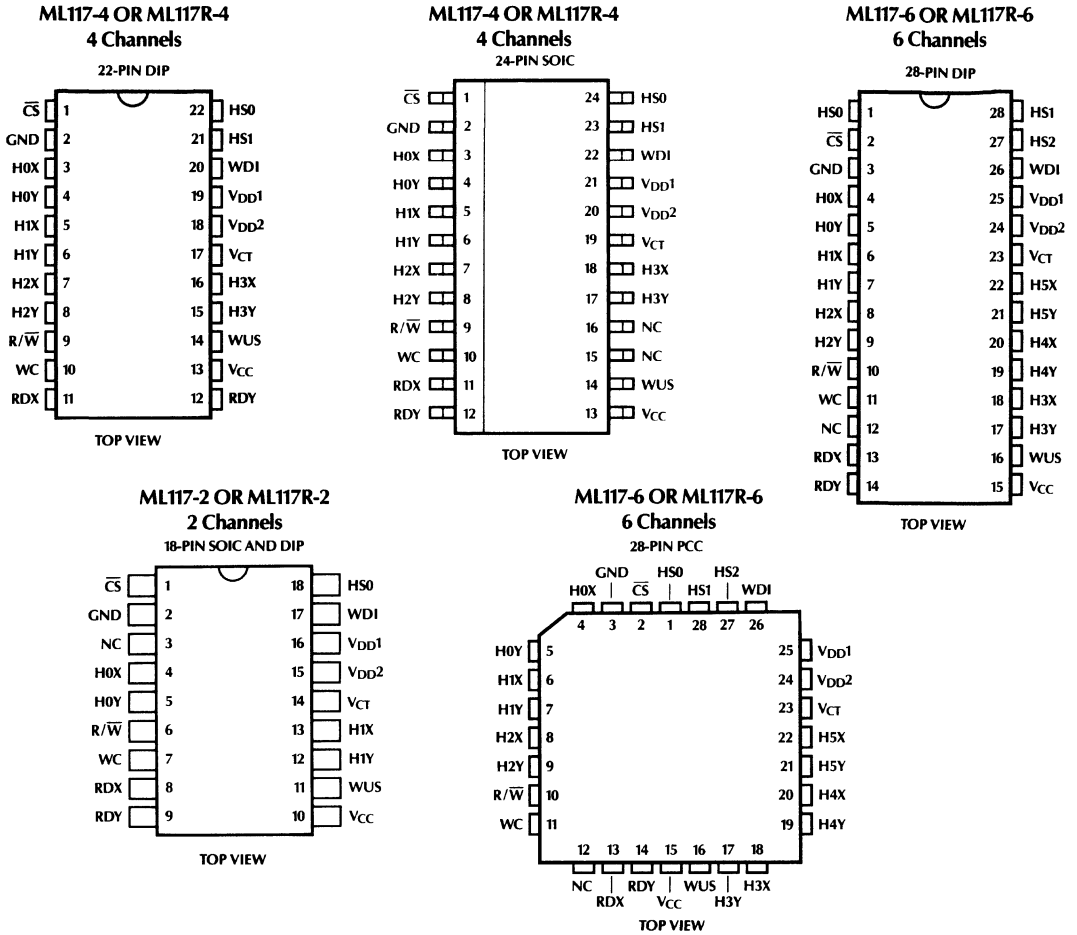 ML117-4 OR ML117R-4
4 Channels
22-PIN DIP
C̅S̅ 1 22 HS0
GND 2 21 HS1
H0X 3 20 WDI
H0Y 4 19 VDD1
H1X 5 18 VDD2
H1Y 6 17 VCT
H2X 7 16 H3X
H2Y 8 15 H3Y
R/W̅ 9 14 WUS
WC 10 13 VCC
RDX 11 12 RDY
TOP VIEW
ML117-4 OR ML117R-4
4 Channels
24-PIN SOIC
C̅S̅ 1 24 HS0
GND 2 23 HS1
H0X 3 22 WDI
H0Y 4 21 VDD1
H1X 5 20 VDD2
H1Y 6 19 VCT
H2X 7 18 H3X
H2Y 8 17 H3Y
R/W̅ 9 16 NC
WC 10 15 NC
RDX 11 14 WUS
RDY 12 13 VCC
TOP VIEW
ML117-6 OR ML117R-6
6 Channels
28-PIN DIP
HS0 1 28 HS1
C̅S̅ 2 27 HS2
GND 3 26 WDI
H0X 4 25 VDD1
H0Y 5 24 VDD2
H1X 6 23 VCT
H1Y 7 22 H5X
H2X 8 21 H5Y
H2Y 9 20 H4X
R/W̅ 10 19 H4Y
WC 11 18 H3X
NC 12 17 H3Y
RDX 13 16 WUS
RDY 14 15 VCC
TOP VIEW
ML117-2 OR ML117R-2
2 Channels
18-PIN SOIC AND DIP
C̅S̅ 1 18 HS0
GND 2 17 WDI
NC 3 16 VDD1
H0X 4 15 VDD2
H0Y 5 14 VCT
R/W̅ 6 13 H1X
WC 7 12 H1Y
RDX 8 11 WUS
RDY 9 10 VCC
TOP VIEW
ML117-6 OR ML117R-6
6 Channels
28-PIN PCC
GND HS0 HS2
H0X C̅S̅ HS1 WDI
4 3 2 1 28 27 26
H0Y 5 25 VDD1
H1X 6 24 VDD2
H1Y 7 23 VCT
H2X 8 22 H5X
H2Y 9 21 H5Y
R/W̅ 10 20 H4X
WC 11 19 H4Y
12 13 14 15 16 17 18
NC RDY WUS H3X
RDX VCC H3Y
TOP VIEW